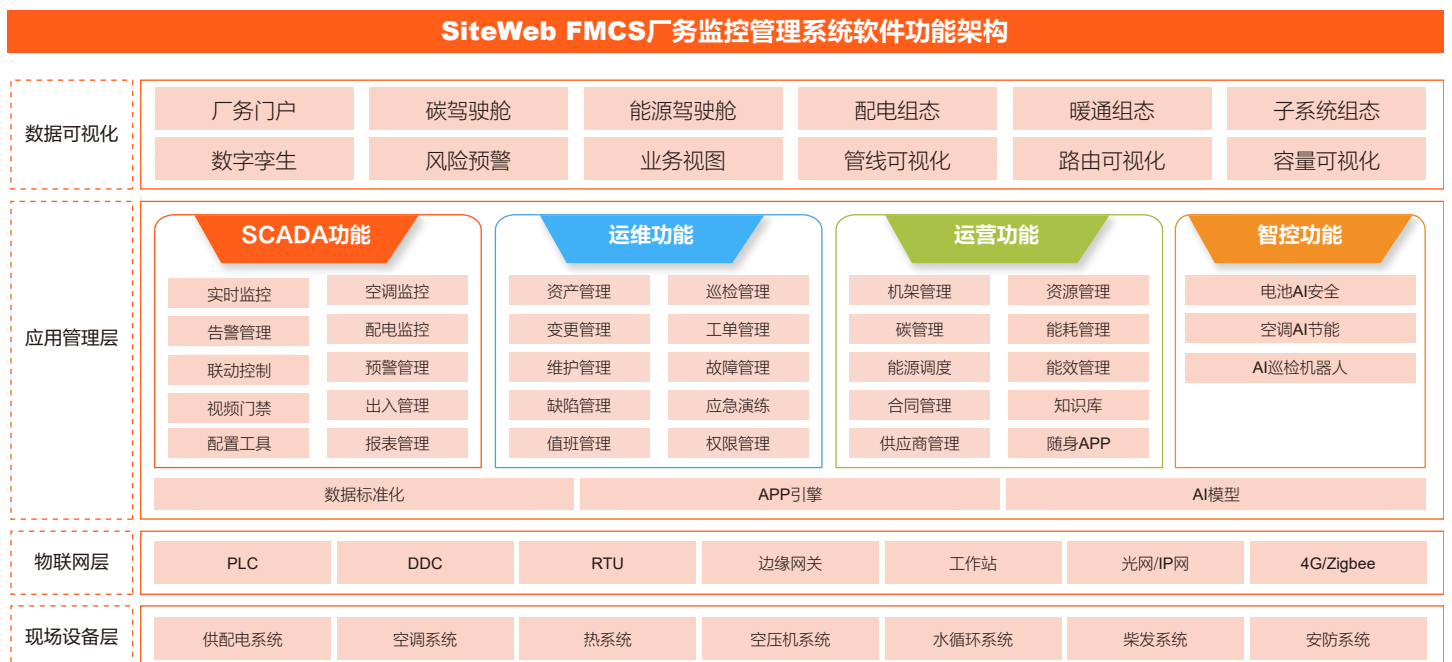 SiteWeb FMCS厂务监控管理系统软件功能架构
数据可视化
厂务门户 碳驾驶舱 能源驾驶舱 配电组态 暖通组态 子系统组态
数字孪生 风险预警 业务视图 管线可视化 路由可视化 容量可视化
应用管理层
SCADA功能
实时监控 空调监控
告警管理 配电监控
联动控制 预警管理
视频门禁 出入管理
配置工具 报表管理
运维功能
资产管理 巡检管理
变更管理 工单管理
维护管理 故障管理
缺陷管理 应急演练
值班管理 权限管理
运营功能
机架管理 资源管理
碳管理 能耗管理
能源调度 能效管理
合同管理 知识库
供应商管理 随身APP
智控功能
电池AI安全
空调AI节能
AI巡检机器人
数据标准化 APP引擎 AI模型
物联网层
PLC DDC RTU 边缘网关 工作站 光网/IP网 4G/Zigbee
现场设备层
供配电系统 空调系统 热系统 空压机系统 水循环系统 柴发系统 安防系统